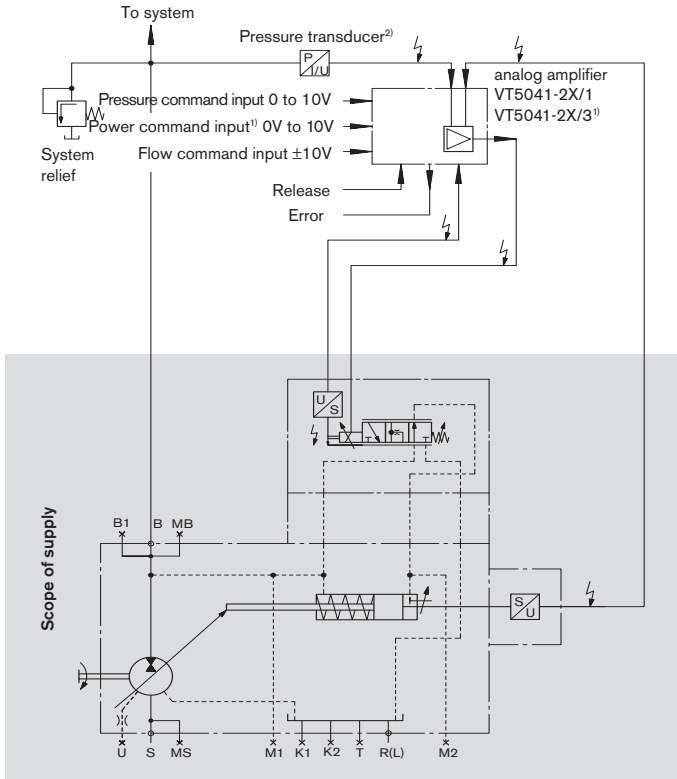 To system
Pressure transducer2)
P
I/U
analog amplifier
VT5041-2X/1
VT5041-2X/3¹⁾
Pressure command input 0 to 10V
Power command input¹⁾ 0V to 10V
Flow command input ±10V
System
relief
Release
Error
U
S
Scope of supply
B1 B MB
S
U
U S MS M1 K1 K2 T R(L) M2